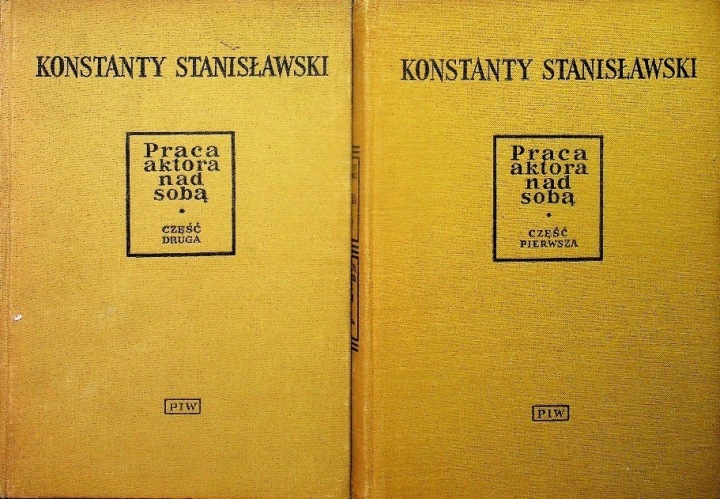 KONSTANTY STANISŁAWSKI
Praca
aktora
nad
sobą
CZĘŚĆ
DRUGA
PIW
KONSTANTY STANISŁAWSKI
Praca
aktora
nad
sobą
CZĘŚĆ
PIERWSZA
PIW